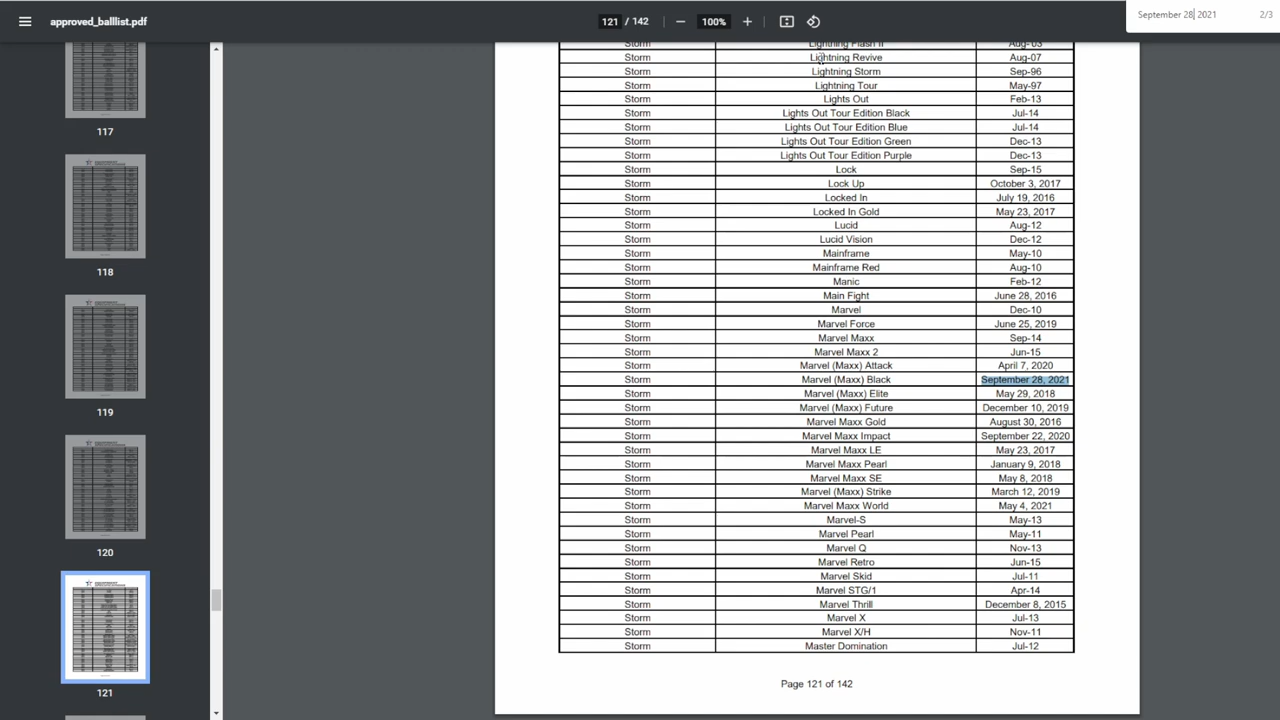 approved_balllist.pdf
121 / 142
100%
September 28, 2021
2/3
117
118
119
120
121
Storm Lightning Flash II Aug-03
Storm Lightning Revive Aug-07
Storm Lightning Storm Sep-96
Storm Lightning Tour May-97
Storm Lights Out Feb-13
Storm Lights Out Tour Edition Black Jul-14
Storm Lights Out Tour Edition Blue Jul-14
Storm Lights Out Tour Edition Green Dec-13
Storm Lights Out Tour Edition Purple Dec-13
Storm Lock Sep-15
Storm Lock Up October 3, 2017
Storm Locked In July 19, 2016
Storm Locked In Gold May 23, 2017
Storm Lucid Aug-12
Storm Lucid Vision Dec-12
Storm Mainframe May-10
Storm Mainframe Red Aug-10
Storm Manic Feb-12
Storm Main Fight June 28, 2016
Storm Marvel Dec-10
Storm Marvel Force June 25, 2019
Storm Marvel Maxx Sep-14
Storm Marvel Maxx 2 Jun-15
Storm Marvel (Maxx) Attack April 7, 2020
Storm Marvel (Maxx) Black September 28, 2021
Storm Marvel (Maxx) Elite May 29, 2018
Storm Marvel (Maxx) Future December 10, 2019
Storm Marvel Maxx Gold August 30, 2016
Storm Marvel Maxx Impact September 22, 2020
Storm Marvel Maxx LE May 23, 2017
Storm Marvel Maxx Pearl January 9, 2018
Storm Marvel Maxx SE May 8, 2018
Storm Marvel (Maxx) Strike March 12, 2019
Storm Marvel Maxx World May 4, 2021
Storm Marvel-S May-13
Storm Marvel Pearl May-11
Storm Marvel Q Nov-13
Storm Marvel Retro Jun-15
Storm Marvel Skid Jul-11
Storm Marvel STG/1 Apr-14
Storm Marvel Thrill December 8, 2015
Storm Marvel X Jul-13
Storm Marvel X/H Nov-11
Storm Master Domination Jul-12
Page 121 of 142